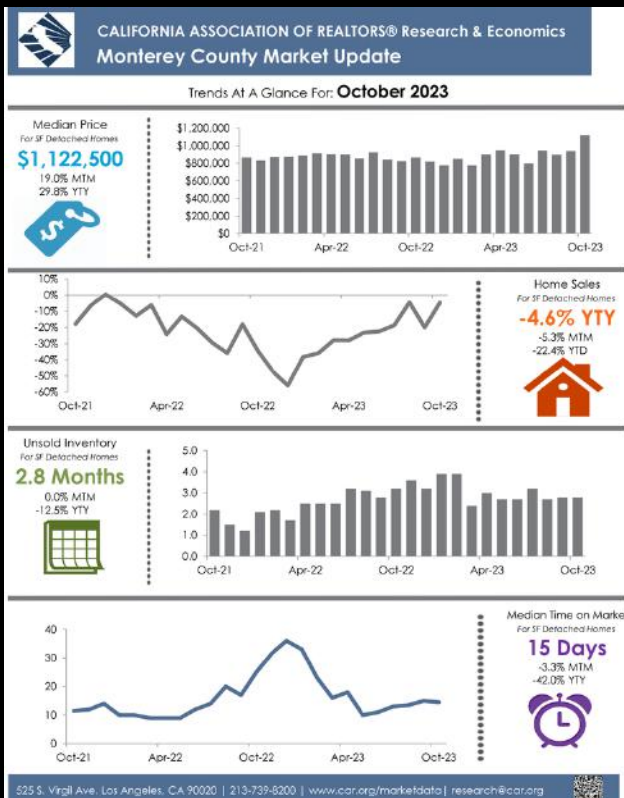 CALIFORNIA ASSOCIATION OF REALTORS® Research & Economics
Monterey County Market Update
Trends At A Glance For: October 2023
Median Price
For SF Detached Homes
$1,122,500
19.0% MTM
29.8% YTY
$
$1,200,000
$1,000,000
$800,000
$600,000
$400,000
$200,000
$0
Oct-21 Apr-22 Oct-22 Apr-23 Oct-23
10%
0%
-10%
-20%
-30%
-40%
-50%
-60%
Oct-21 Apr-22 Oct-22 Apr-23 Oct-23
Home Sales
For SF Detached Homes
-4.6% YTY
-5.3% MTM
-22.4% YTD
Unsold Inventory
For SF Detached Homes
2.8 Months
0.0% MTM
-12.5% YTY
5.0
4.0
3.0
2.0
1.0
0.0
Oct-21 Apr-22 Oct-22 Apr-23 Oct-23
40
30
20
10
0
Oct-21 Apr-22 Oct-22 Apr-23 Oct-23
Median Time on Marke
For SF Detached Homes
15 Days
-3.3% MTM
-42.0% YTY
525 S. Virgil Ave. Los Angeles, CA 90020 | 213-739-8200 | www.car.org/marketdata| research@car.org